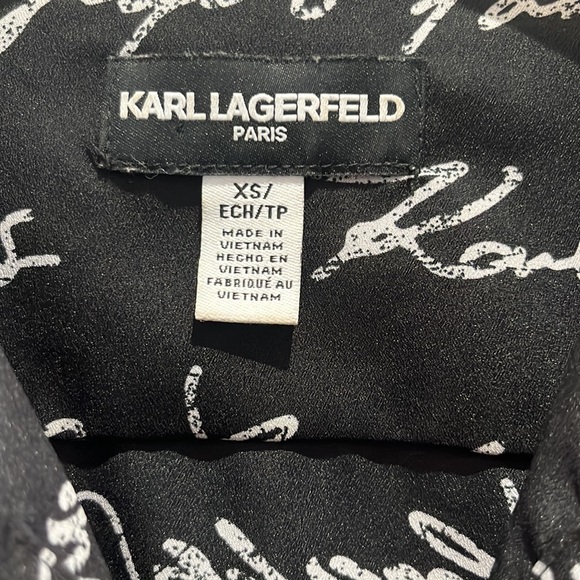 KARL LAGERFELD
PARIS
XS/
ECH/TP
MADE IN
VIETNAM
HECHO EN
VIETNAM
FABRIQUÉ AU
VIETNAM